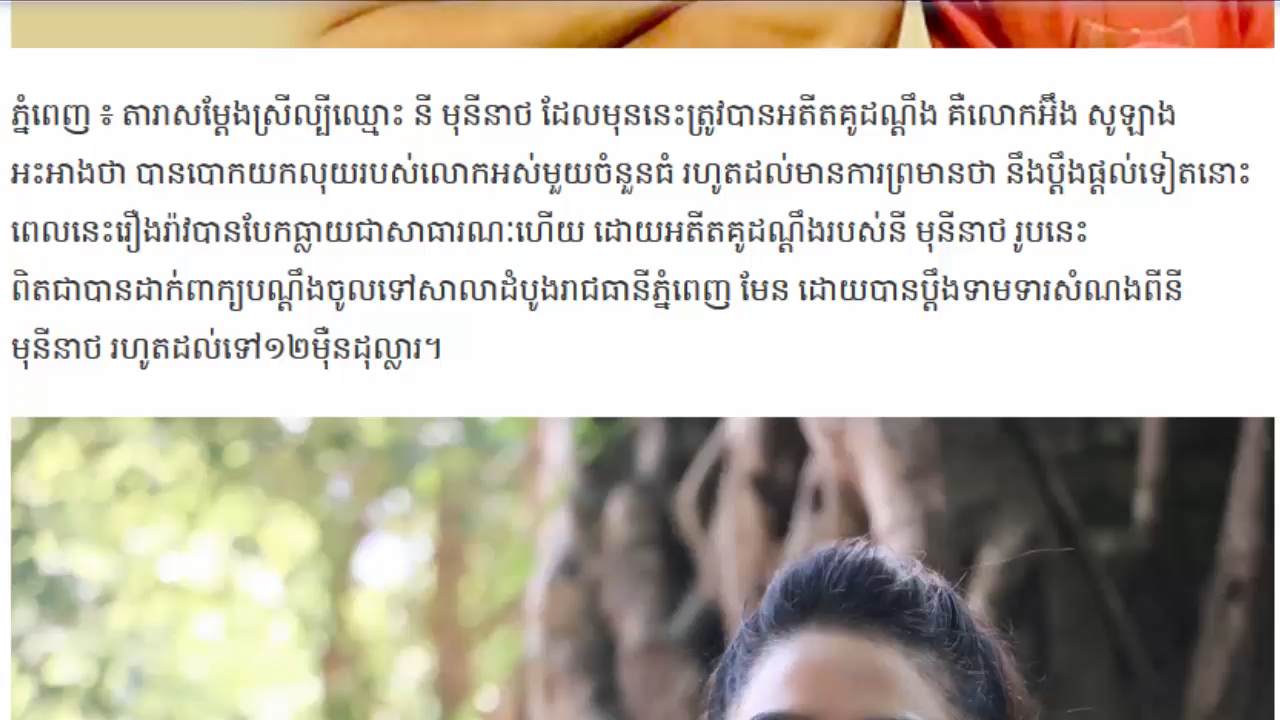 ភ្នំពេញ ៖ តារាសម្តែងស្រីល្បីឈ្មោះ នី មុនីនាថ ដែលមុននេះត្រូវបានអតីតគូដណ្តឹង គឺលោកអឹុង សូឡាង
អះអាងថា បានបោកយកលុយរបស់លោកអស់មួយចំនួនធំ រហូតដល់មានការព្រមានថា នឹងប្តឹងផ្តល់ទៀតនោះ
ពេលនេះរឿងរ៉ាវបានបែកធ្លាយជាសាធារណៈហើយ ដោយអតីតគូដណ្តឹងរបស់នី មុនីនាថ រូបនេះ
ពិតជាបានដាក់ពាក្យបណ្តឹងចូលទៅសាលាដំបូងរាជធានីភ្នំពេញ មែន ដោយបានប្តឹងទាមទារសំណងពីនី
មុនីនាថ រហូតដល់ទៅ១២ម៉ឺនដុល្លារ។